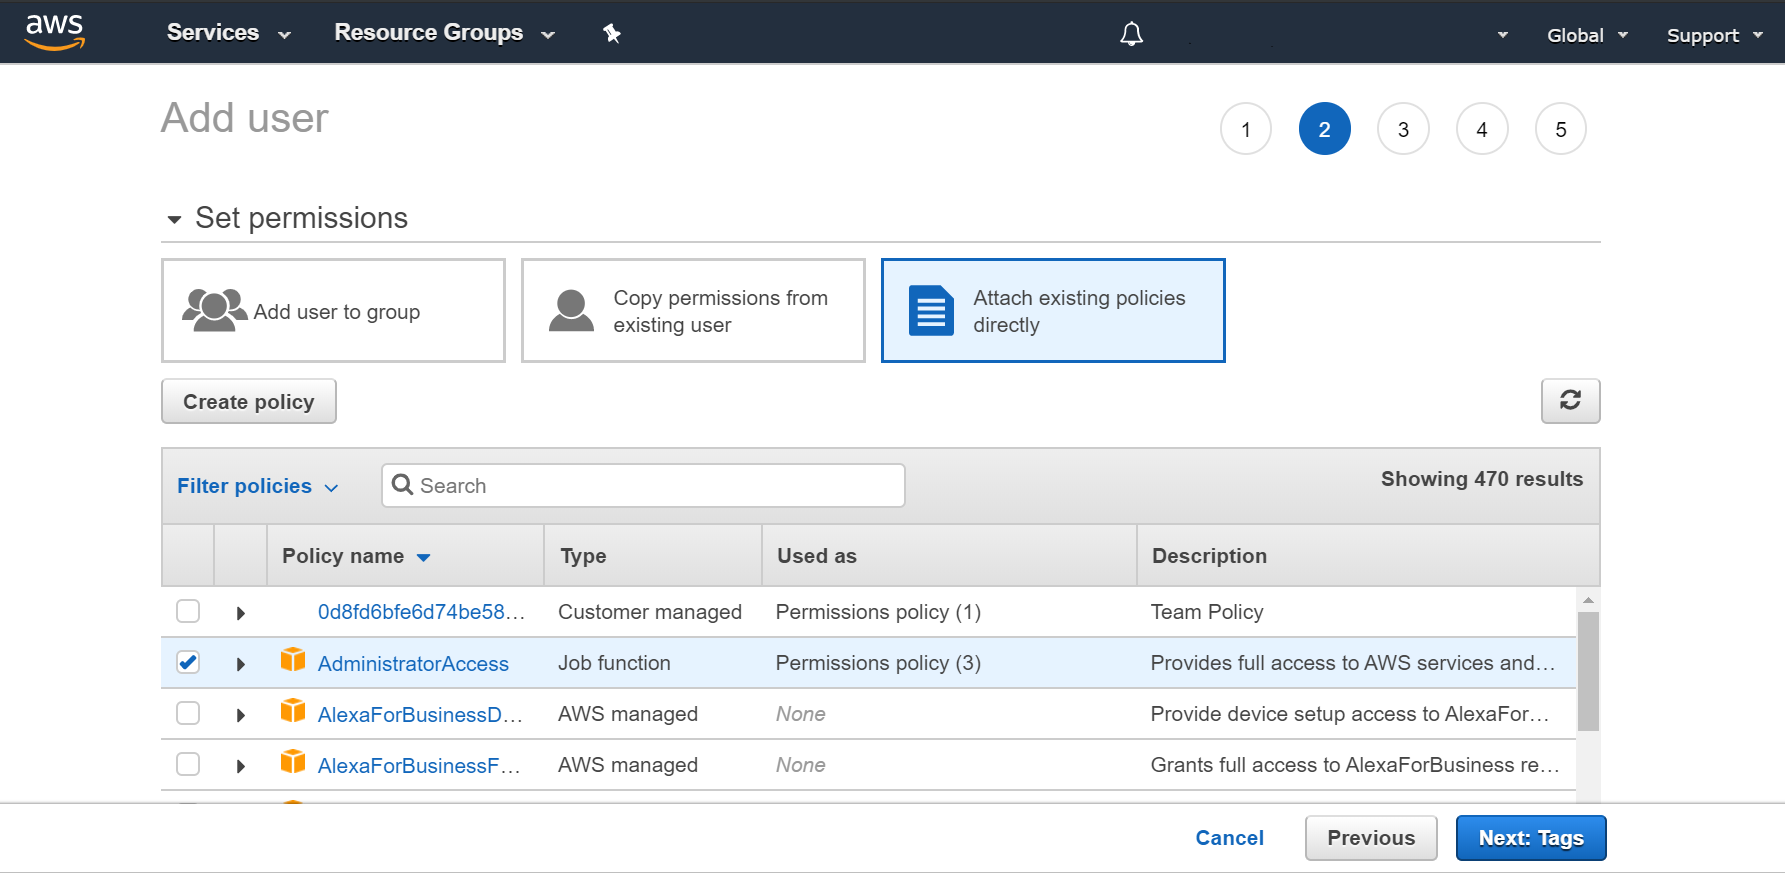 aws Services Resource Groups Global Support
Add user 1 2 3 4 5
Set permissions
Add user to group
Copy permissions from
existing user
Attach existing policies
directly
Create policy
Filter policies Search Showing 470 results
Policy name Type Used as Description
0d8fd6bfe6d74be58... Customer managed Permissions policy (1) Team Policy
AdministratorAccess Job function Permissions policy (3) Provides full access to AWS services and...
AlexaForBusinessD... AWS managed None Provide device setup access to AlexaFor...
AlexaForBusinessF... AWS managed None Grants full access to AlexaForBusiness re...
Cancel Previous Next: Tags